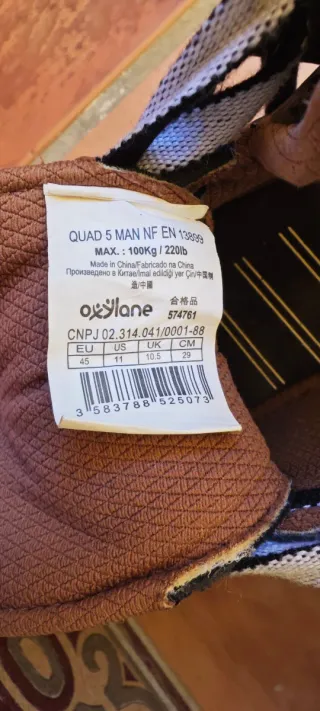 QUAD 5 MAN NF EN 13899
MAX. : 100Kg / 220lb
Made in China/Fabricado na China
Произведено в Китае/Imal edildiği yer Çin/中国制
造/中國
oxylane 合格品
574761
CNPJ 02.314.041/0001-88
EU US UK CM
45 11 10.5 29
3 583788 525073